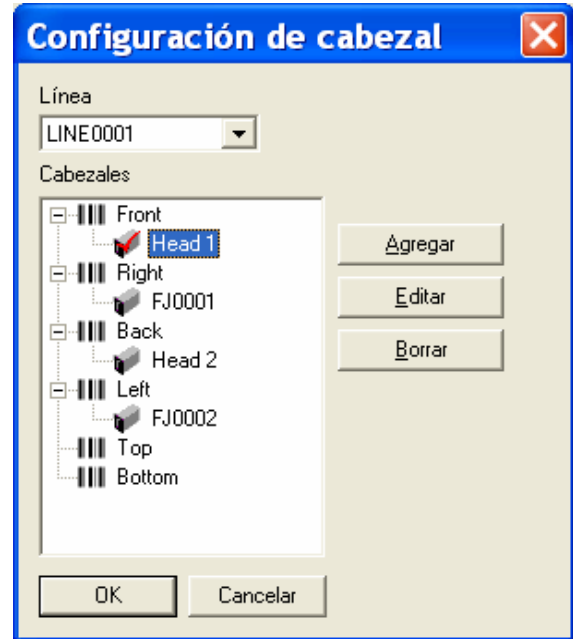 Configuración de cabezal
Línea
LINE0001
Cabezales
Front
Head 1
Right
FJ0001
Back
Head 2
Left
FJ0002
Top
Bottom
Agregar
Editar
Borrar
OK
Cancelar